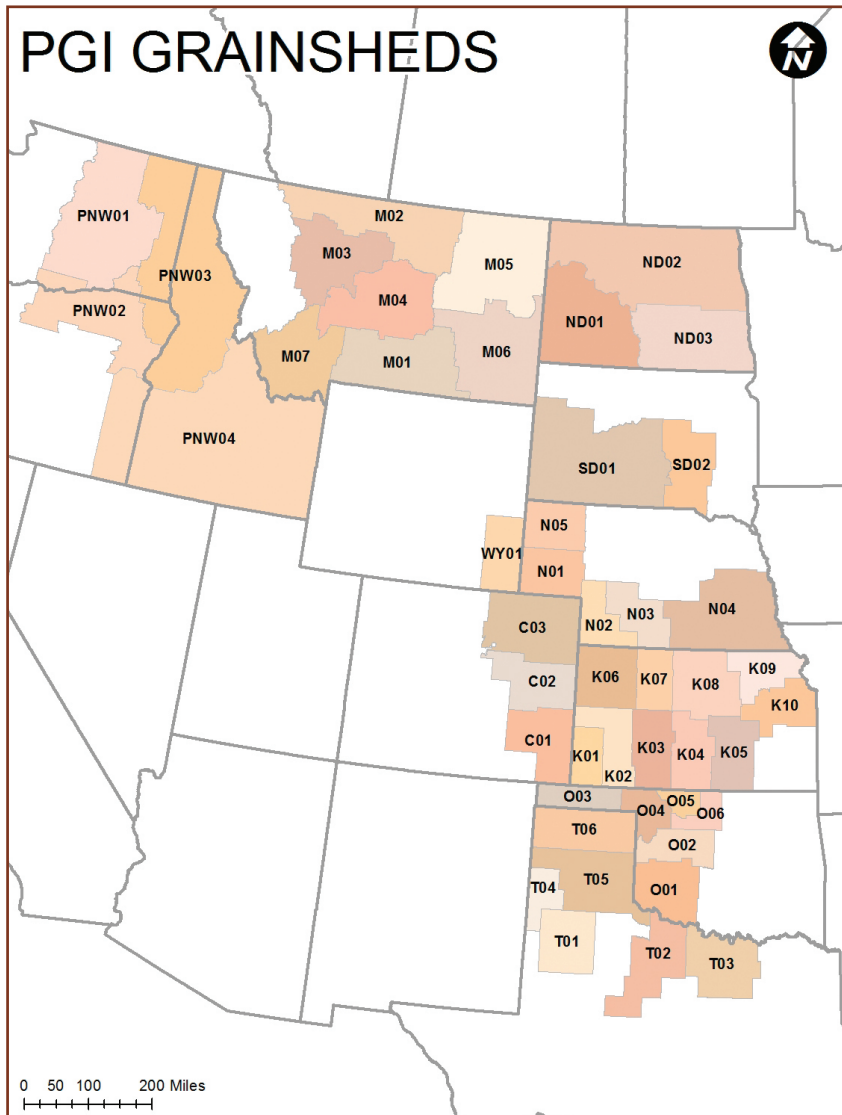 PGI GRAINSHEDS
N
PNW01
M02
M03
M05
ND02
PNW03
M04
PNW02
ND01
ND03
M07
M01
M06
PNW04
SD01
SD02
N05
WY01
N01
N02
N03
N04
C03
K09
C02
K06
K07
K08
K10
C01
K01
K03
K04
K05
K02
O03
O04
O05
O06
T06
O02
T04
T05
O01
T01
T02
T03
0 50 100 200 Miles